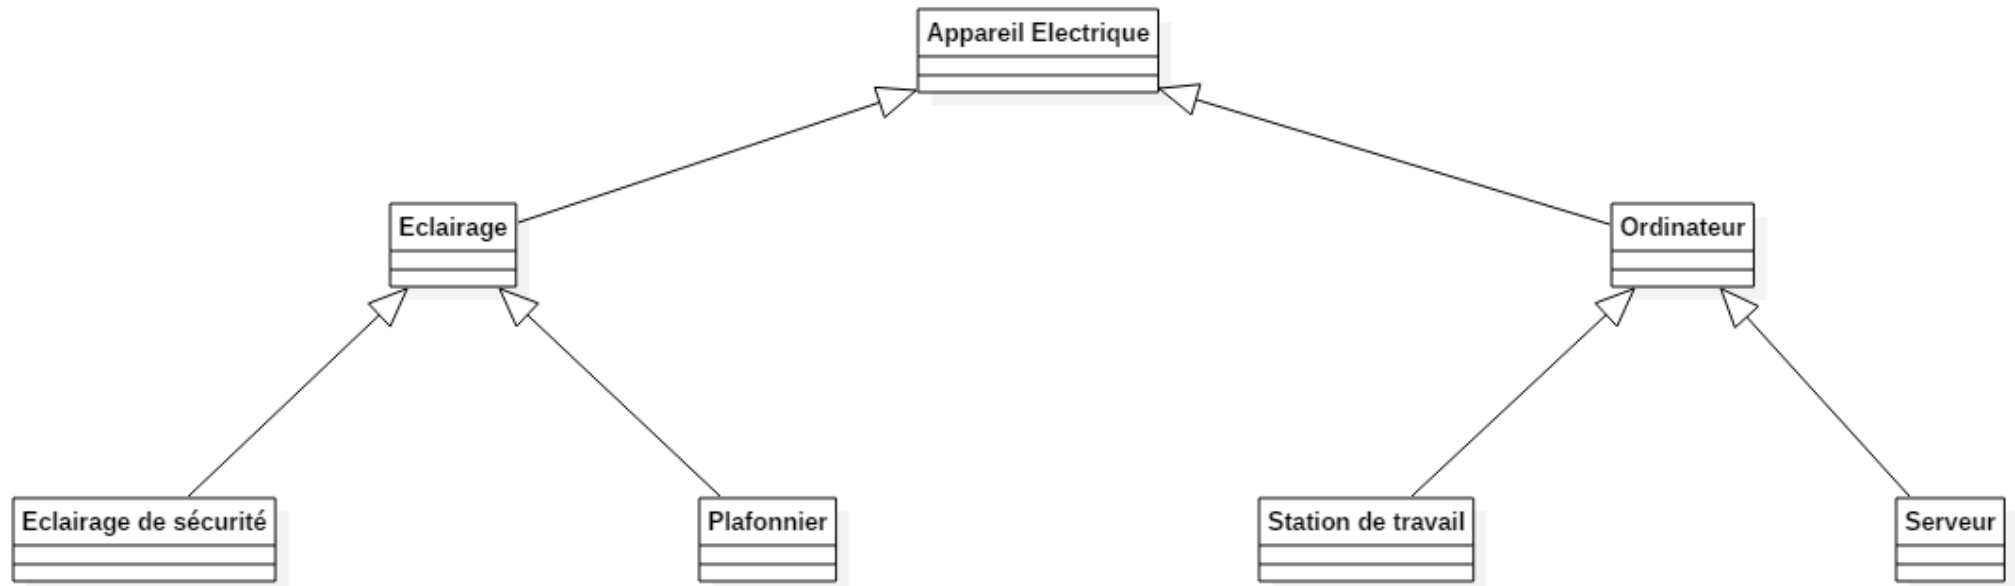 Appareil Electrique
Eclairage
Ordinateur
Eclairage de sécurité
Plafonnier
Station de travail
Serveur